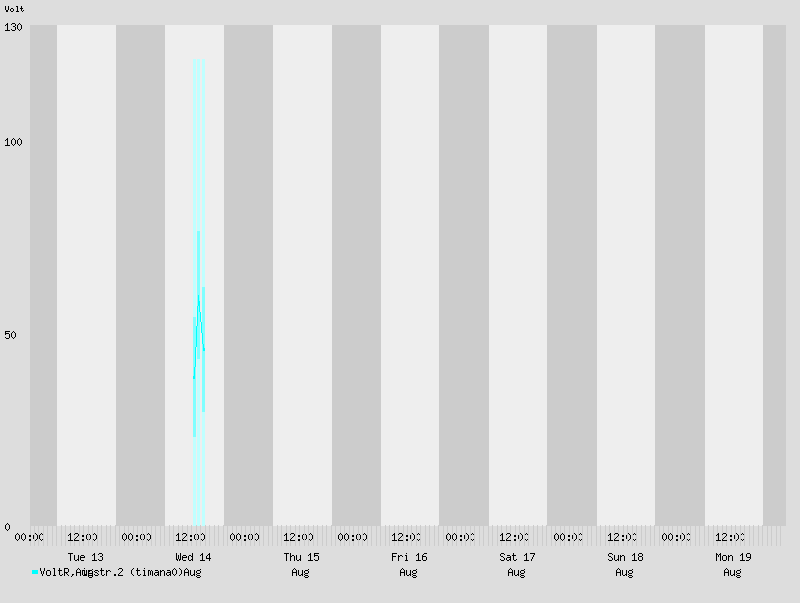 Volt
130
100
50
0
00:00 12:00 00:00 12:00 00:00 12:00 00:00 12:00 00:00 12:00 00:00 12:00 00:00 12:00
Tue 13 Wed 14 Thu 15 Fri 16 Sat 17 Sun 18 Mon 19
VoltR, instr.2 (timana0) Aug Aug Aug Aug Aug Aug Aug